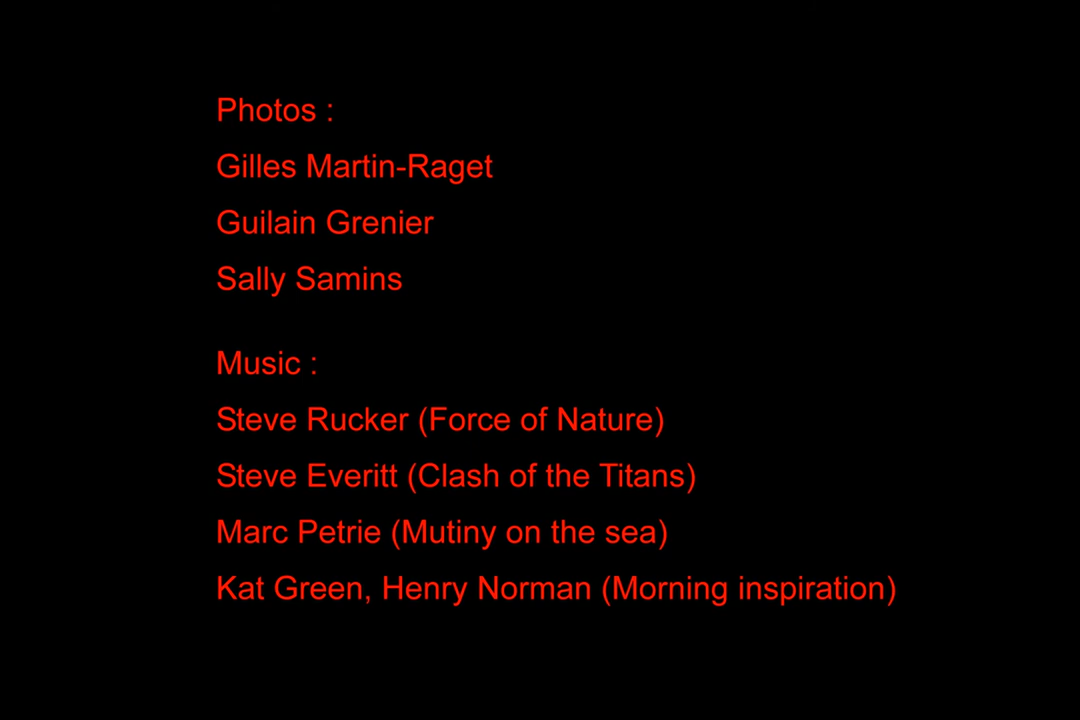 Photos :
Gilles Martin-Raget
Guilain Grenier
Sally Samins
Music :
Steve Rucker (Force of Nature)
Steve Everitt (Clash of the Titans)
Marc Petrie (Mutiny on the sea)
Kat Green, Henry Norman (Morning inspiration)